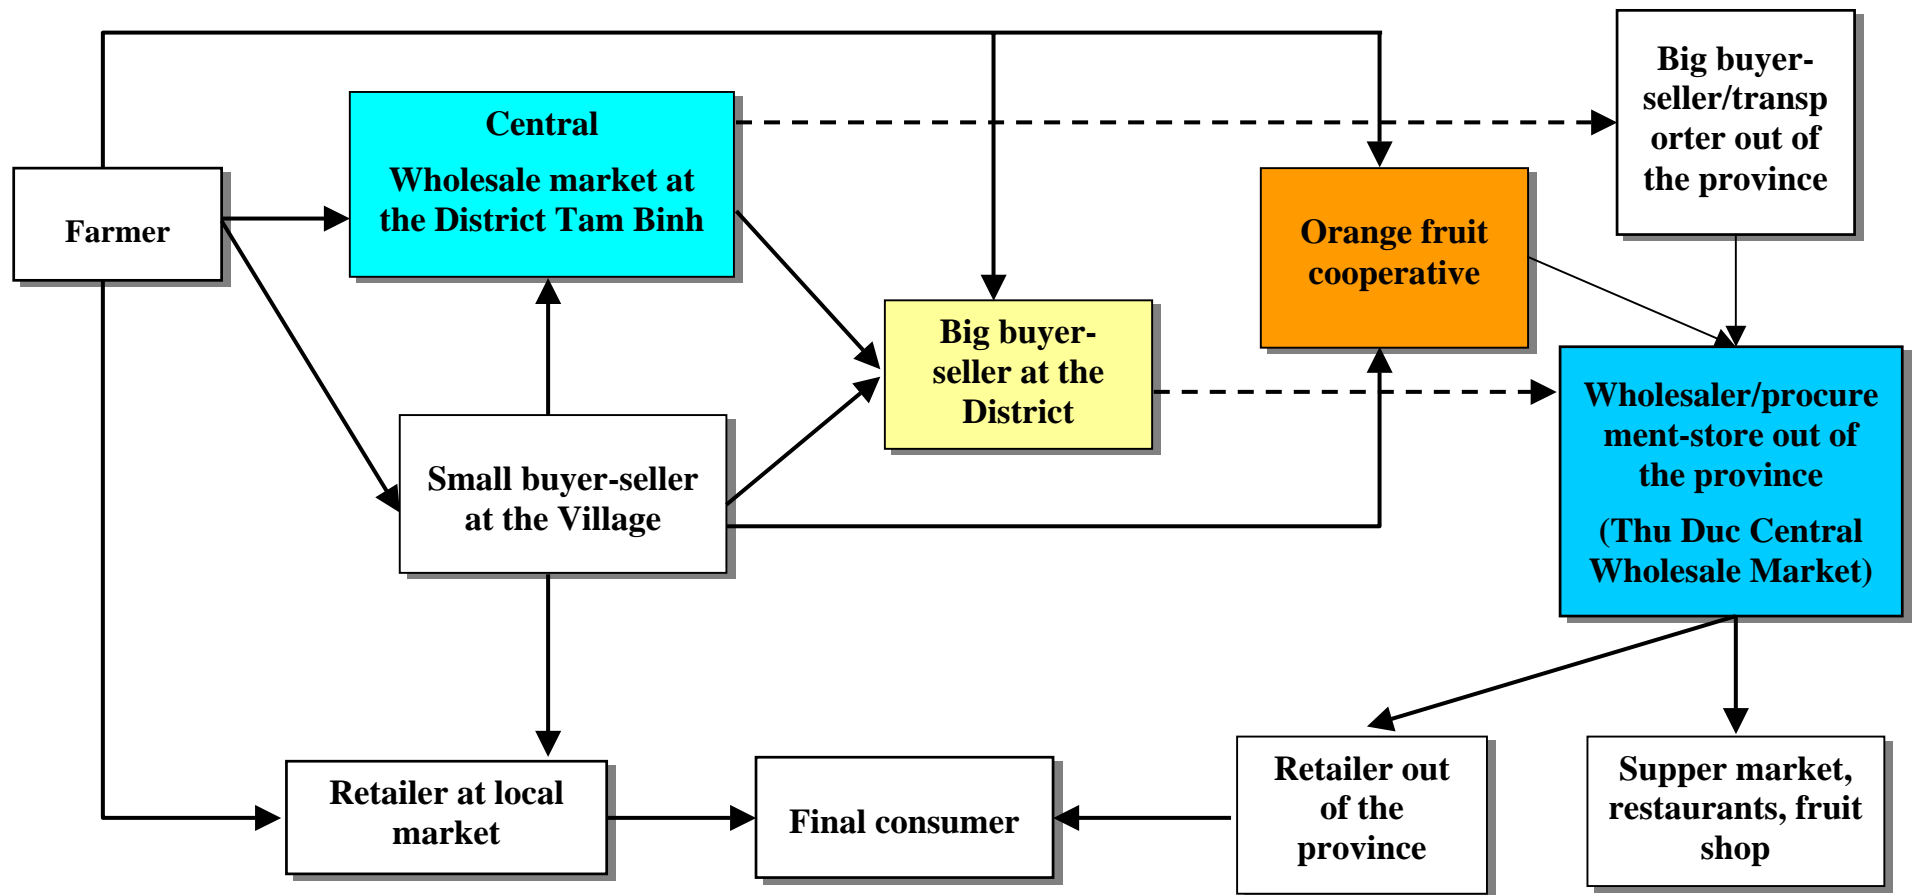 Farmer
Central
Wholesale market at
the District Tam Binh
Small buyer-seller
at the Village
Retailer at local
market
Big buyer-
seller at the
District
Final consumer
Orange fruit
cooperative
Big buyer-
seller/transp
orter out of
the province
Wholesaler/procure
ment-store out of
the province
(Thu Duc Central
Wholesale Market)
Retailer out
of the
province
Supper market,
restaurants, fruit
shop